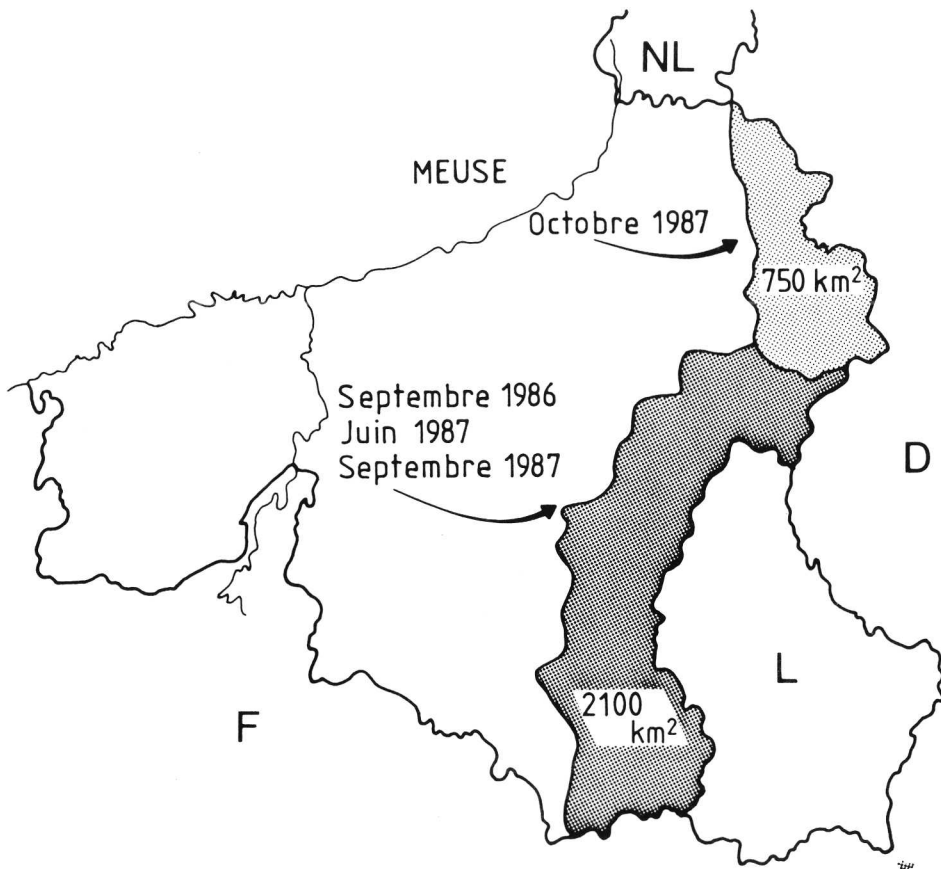 NL
MEUSE
Octobre 1987
750 km²
Septembre 1986
Juin 1987
Septembre 1987
D
L
2100
km²
F